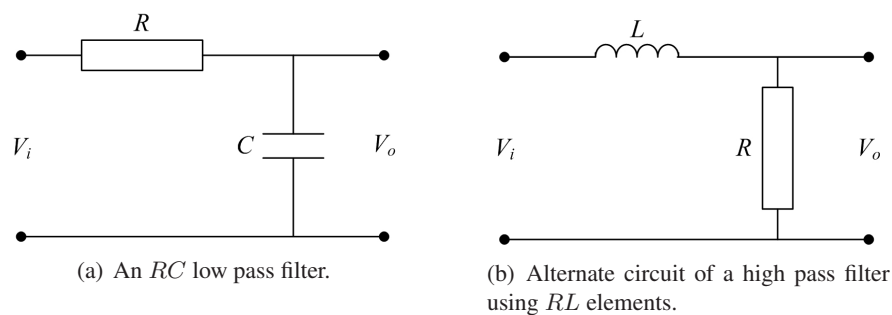 R
C
V_i
V_o
(a) An RC low pass filter.
L
R
V_i
V_o
(b) Alternate circuit of a high pass filter
using RL elements.